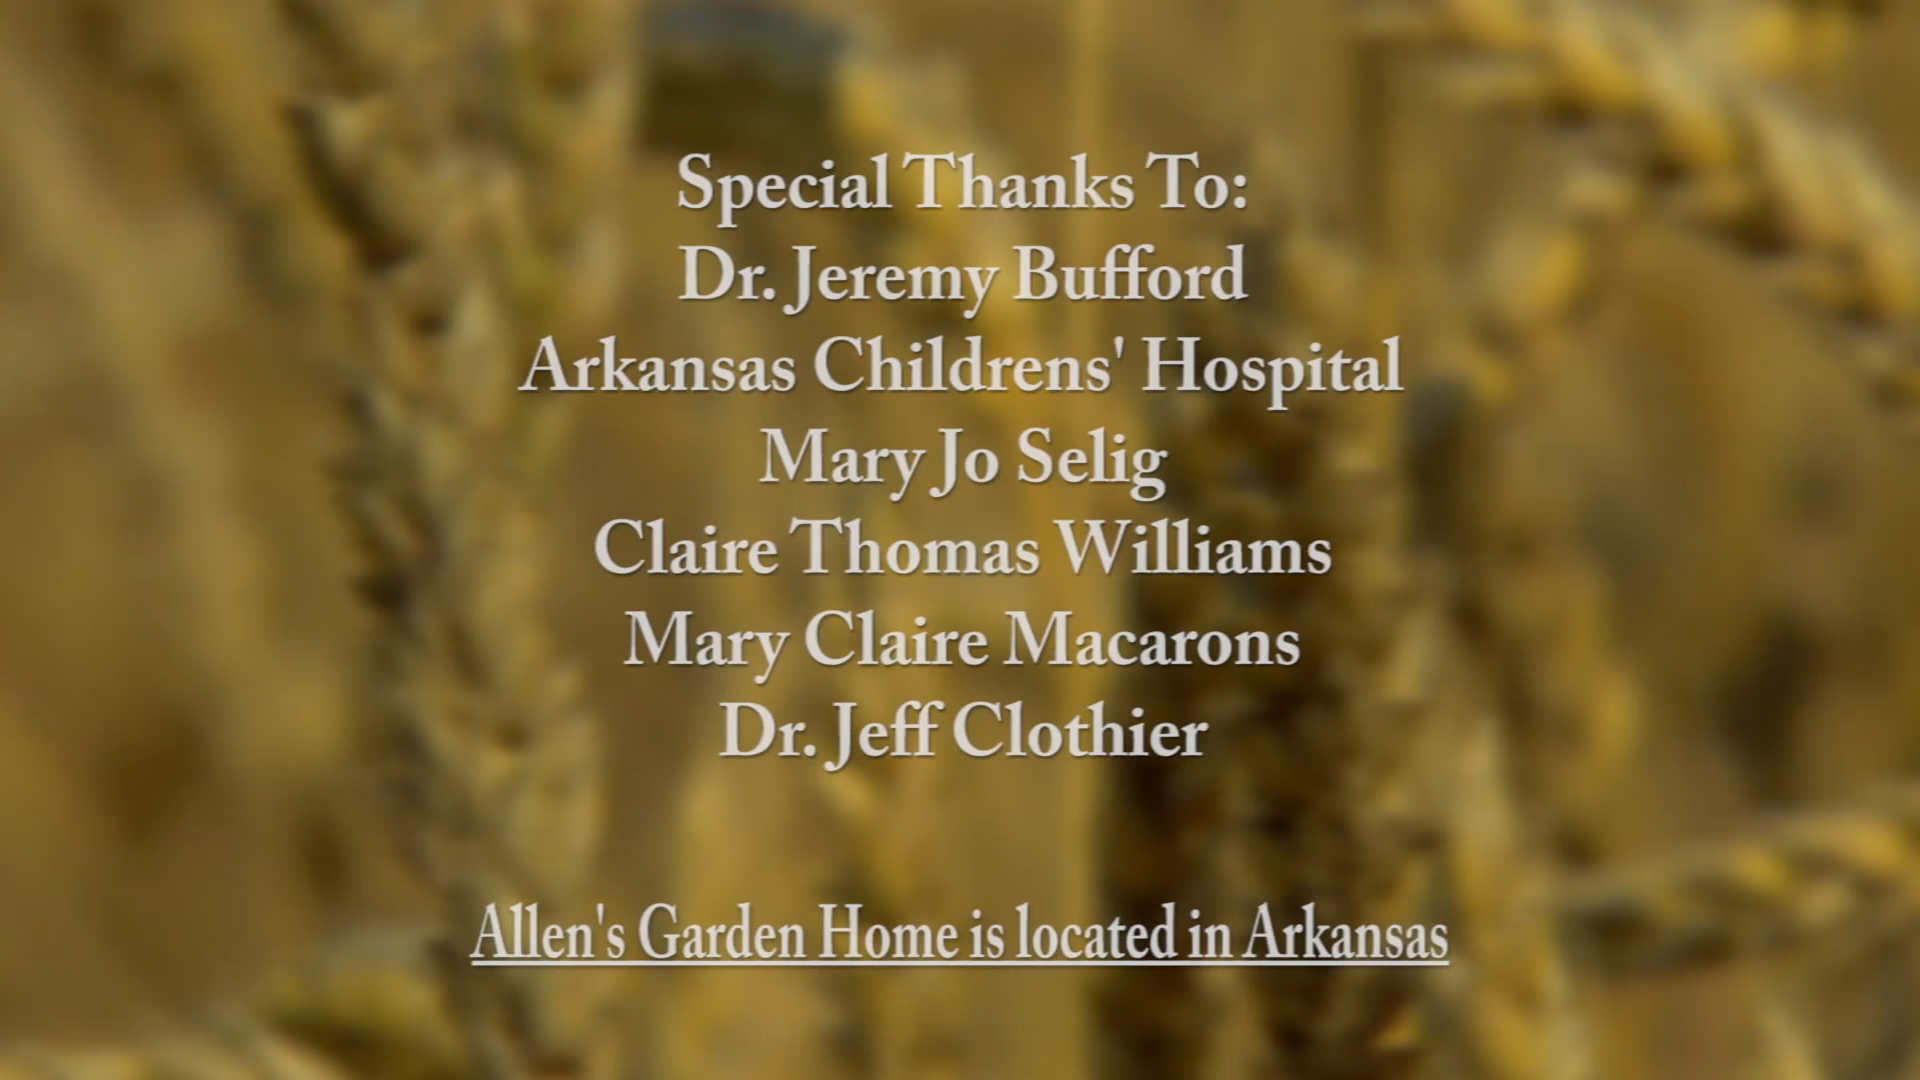 Special Thanks To:
Dr. Jeremy Bufford
Arkansas Childrens' Hospital
Mary Jo Selig
Claire Thomas Williams
Mary Claire Macarons
Dr. Jeff Clothier
Allen's Garden Home is located in Arkansas